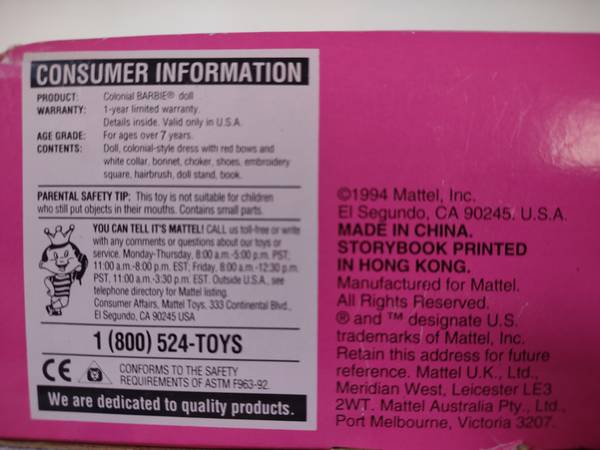 CONSUMER INFORMATION
PRODUCT: Colonial BARBIE® doll
WARRANTY: 1-year limited warranty.
Details inside. Valid only in U.S.A.
AGE GRADE: For ages over 7 years.
CONTENTS: Doll, colonial-style dress with red bows and
white collar, bonnet, choker, shoes, embroidery
square, hairbrush, doll stand, book.
PARENTAL SAFETY TIP: This toy is not suitable for children
who still put objects in their mouths. Contains small parts.
YOU CAN TELL IT'S MATTEL! CALL us toll-free or write
with any comments or questions about our toys or
service. Monday-Thursday, 8:00 a.m.-5:00 p.m. PST,
11:00 a.m.-8:00 p.m. EST; Friday, 8:00 a.m.-12:30 p.m.
PST, 11:00 a.m.-3:30 p.m. EST. Outside U.S.A., see
telephone directory for Mattel listing.
Consumer Affairs, Mattel Toys, 333 Continental Blvd.,
El Segundo, CA 90245 USA
1 (800) 524-TOYS
CE CONFORMS TO THE SAFETY
REQUIREMENTS OF ASTM F963-92.
We are dedicated to quality products.
©1994 Mattel, Inc.
El Segundo, CA 90245. U.S.A.
MADE IN CHINA.
STORYBOOK PRINTED
IN HONG KONG.
Manufactured for Mattel.
All Rights Reserved.
® and ™ designate U.S.
trademarks of Mattel, Inc.
Retain this address for future
reference. Mattel U.K., Ltd.,
Meridian West, Leicester LE3
2WT. Mattel Australia Pty., Ltd.,
Port Melbourne, Victoria 3207.